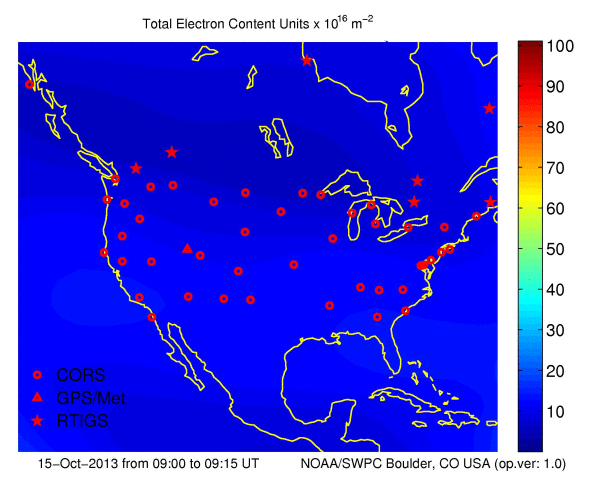 Total Electron Content Units x 10^16 m^−2
100
90
80
70
60
50
40
30
20
10
CORS
GPS/Met
RTIGS
15−Oct−2013 from 09:00 to 09:15 UT
NOAA/SWPC Boulder, CO USA (op.ver: 1.0)